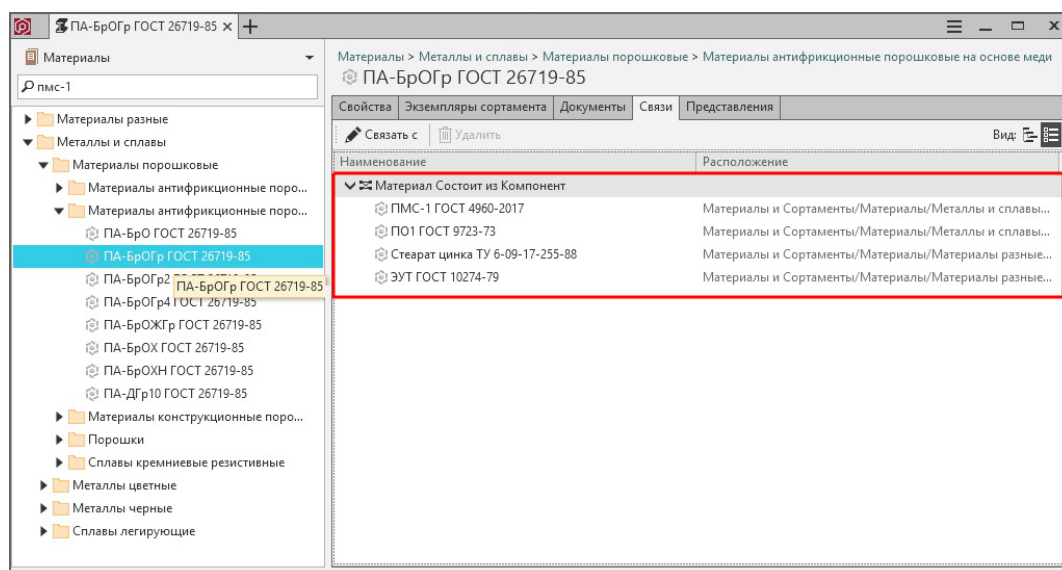 ПА-БрОГр ГОСТ 26719-85
Материалы
пмс-1
Материалы разные
Металлы и сплавы
Материалы порошковые
Материалы антифрикционные поро...
Материалы антифрикционные поро...
ПА-БрО ГОСТ 26719-85
ПА-БрОГр ГОСТ 26719-85
ПА-БрОГр2
ПА-БрОГр ГОСТ 26719-85
ПА-БрОГр4 ГОСТ 26719-85
ПА-БрОЖГр ГОСТ 26719-85
ПА-БрОХ ГОСТ 26719-85
ПА-БрОХН ГОСТ 26719-85
ПА-ДГр10 ГОСТ 26719-85
Материалы конструкционные поро...
Порошки
Сплавы кремниевые резистивные
Металлы цветные
Металлы черные
Сплавы легирующие
Материалы > Металлы и сплавы > Материалы порошковые > Материалы антифрикционные порошковые на основе меди
ПА-БрОГр ГОСТ 26719-85
Свойства Экземпляры сортамента Документы Связи Представления
Связать с Удалить Вид:
Наименование Расположение
Материал Состоит из Компонент
ПМС-1 ГОСТ 4960-2017 Материалы и Сортаменты/Материалы/Металлы и сплавы...
ПО1 ГОСТ 9723-73 Материалы и Сортаменты/Материалы/Металлы и сплавы...
Стеарат цинка ТУ 6-09-17-255-88 Материалы и Сортаменты/Материалы/Материалы разные...
ЭУТ ГОСТ 10274-79 Материалы и Сортаменты/Материалы/Материалы разные...